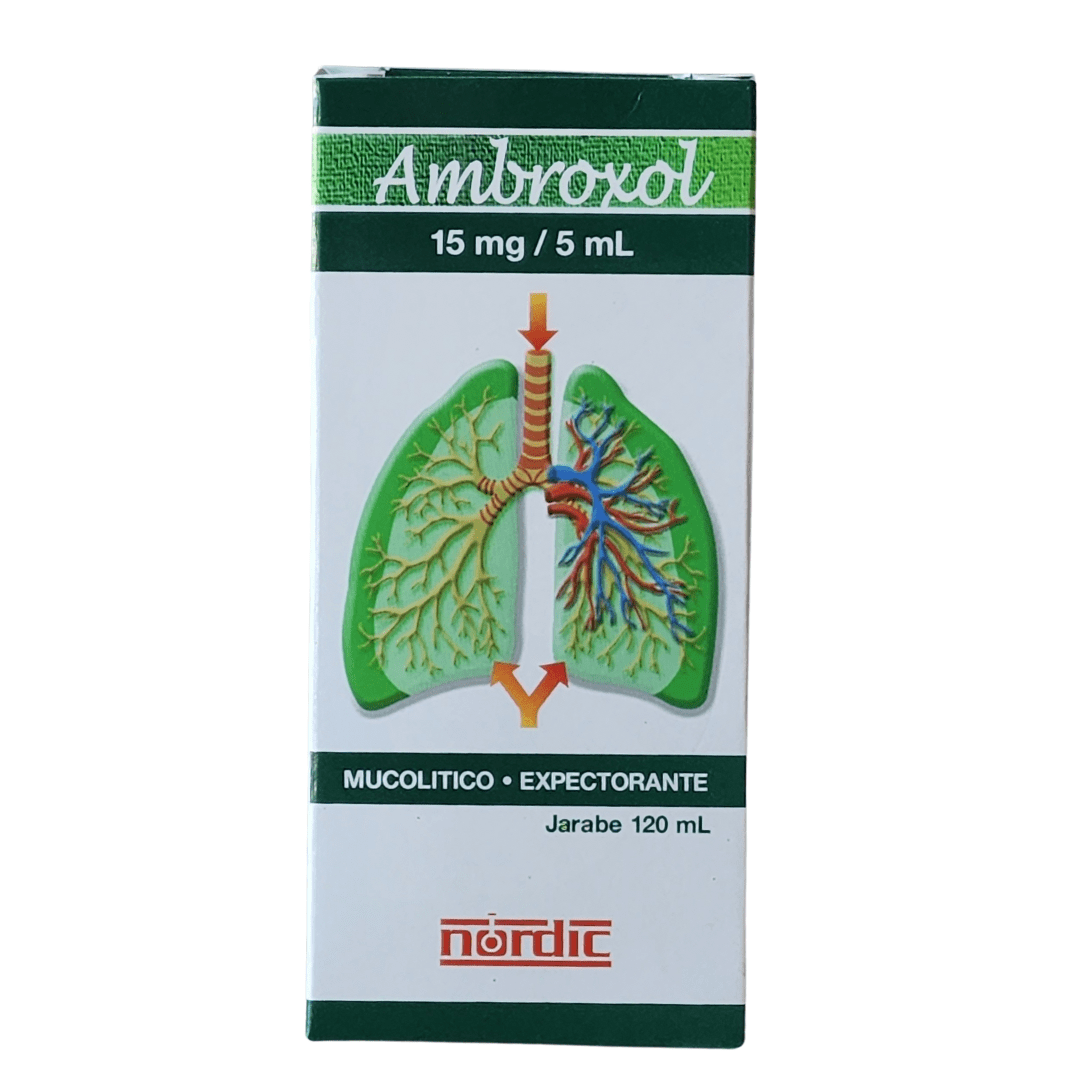 Ambroxol
15 mg / 5 mL
MUCOLITICO • EXPECTORANTE
Jarabe 120 mL
nordic